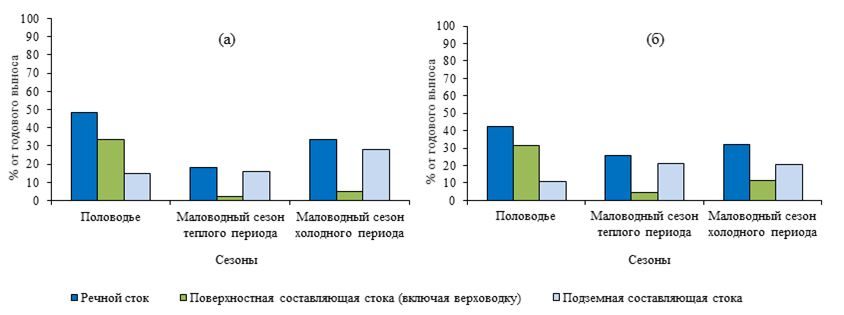 (а)
% от годового выноса
100
90
80
70
60
50
40
30
20
10
0
Половодье
Маловодный сезон
теплого периода
Маловодный сезон
холодного периода
Сезоны
(б)
% от годового выноса
100
90
80
70
60
50
40
30
20
10
0
Половодье
Маловодный сезон
теплого периода
Маловодный сезон
холодного периода
Сезоны
Речной сток
Поверхностная составляющая стока (включая верховодку)
Подземная составляющая стока